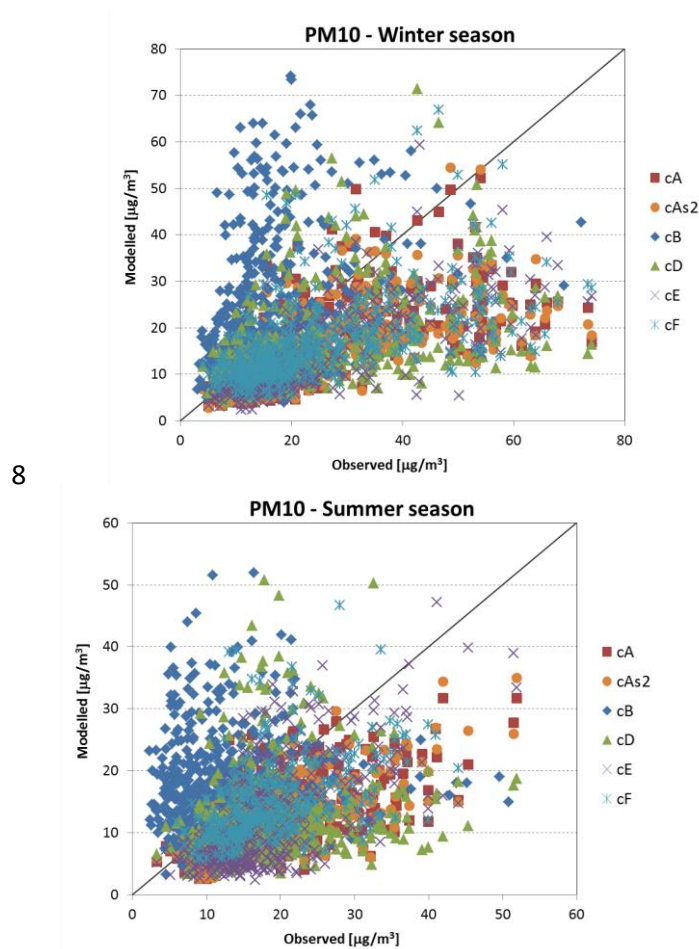 PM10 - Winter season
80
70
60
50
40
30
20
10
0
Modelled [µg/m³]
0 20 40 60 80
Observed [µg/m³]
cA
cAs2
cB
cD
cE
cF
8
PM10 - Summer season
60
50
40
30
20
10
0
Modelled [µg/m³]
0 10 20 30 40 50 60
Observed [µg/m³]
cA
cAs2
cB
cD
cE
cF